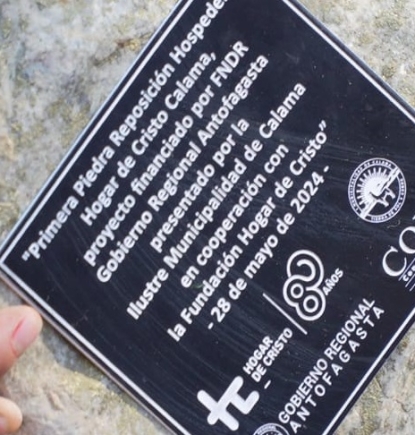 "Primera Piedra Reposición
Hogar de Cristo Calama,
proyecto financiado por FNDR
Gobierno Regional Antofagasta
presentado por la
Ilustre Municipalidad de Calama
en cooperación con
la Fundación Hogar de Cristo"
- 28 de mayo de 2024 -
HOGAR
DE CRISTO
80 AÑOS
GOBIERNO REGIONAL
ANTOFAGASTA